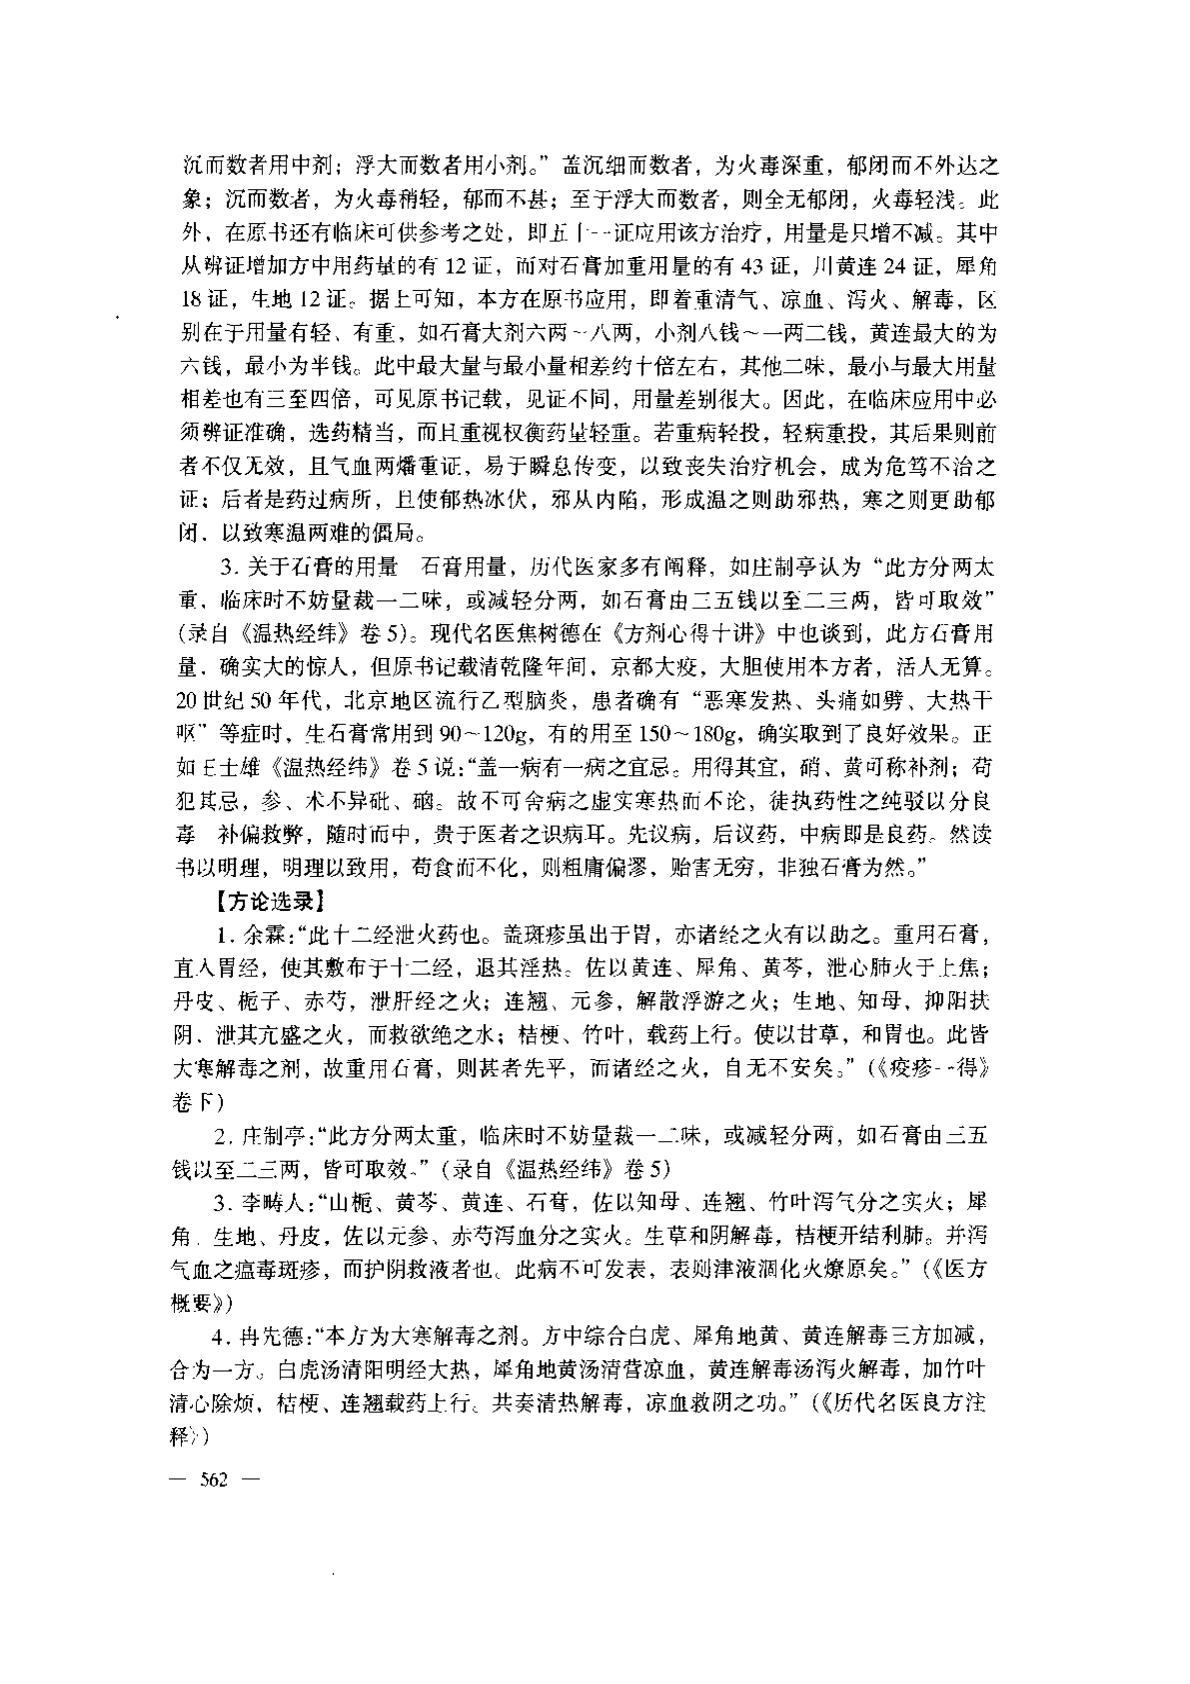 沉而数者用中剂；浮大而数者用小剂。”盖沉细而数者，为火毒深重，郁闭而不外达之
象；沉而数者，为火毒稍轻，郁而不甚；至于浮大而数者，则全无郁闭，火毒轻浅。此
外，在原书还有临床可供参考之处，即五十一证应用该方治疗，用量是只增不减。其中
从辨证增加方中用药量的有 12 证，而对石膏加重用量的有 43 证，川黄连 24 证，犀角
18 证，生地 12 证。据上可知，本方在原书应用，即着重清气、凉血、泻火、解毒，区
别在于用量有轻、有重，如石膏大剂六两～八两，小剂八钱～一两二钱，黄连最大的为
六钱，最小为半钱。此中最大量与最小量相差约十倍左右，其他二味，最小与最大用量
相差也有三至四倍，可见原书记载，见证不同，用量差别很大。因此，在临床应用中必
须辨证准确，选药精当，而且重视权衡药量轻重。若重病轻投，轻病重投，其后果则前
者不仅无效，且气血两燔重证，易于瞬息传变，以致丧失治疗机会，成为危笃不治之
证；后者是药过病所，且使郁热冰伏，邪从内陷，形成温之则助邪热，寒之则更助郁
闭，以致寒温两难的僵局。
3. 关于石膏的用量 石膏用量，历代医家多有阐释，如庄制亭认为“此方分两太
重，临床时不妨量裁一二味，或减轻分两，如石膏由三五钱以至二三两，皆可取效”
（录自《温热经纬》卷 5）。现代名医焦树德在《方剂心得十讲》中也谈到，此方石膏用
量，确实大的惊人，但原书记载清乾隆年间，京都大疫，大胆使用本方者，活人无算。
20 世纪 50 年代，北京地区流行乙型脑炎，患者确有“恶寒发热、头痛如劈、大热干
呕”等症时，生石膏常用到 90～120g，有的用至 150～180g，确实取到了良好效果。正
如王士雄《温热经纬》卷 5 说：“盖一病有一病之宜忌。用得其宜，硝、黄可称补剂；苟
犯其忌，参、术不异砒、硇。故不可舍病之虚实寒热而不论，徒执药性之纯驳以分良
毒 补偏救弊，随时而中，贵于医者之识病耳。先议病，后议药，中病即是良药。然读
书以明理，明理以致用，苟食而不化，则粗庸偏谬，贻害无穷，非独石膏为然。”
【方论选录】
1. 余霖：“此十二经泄火药也。盖斑疹虽出于胃，亦诸经之火有以助之。重用石膏，
直入胃经，使其敷布于十二经，退其淫热。佐以黄连、犀角、黄芩，泄心肺火于上焦；
丹皮、栀子、赤芍，泄肝经之火；连翘、元参，解散浮游之火；生地、知母，抑阳扶
阴，泄其亢盛之火，而救欲绝之水；桔梗、竹叶，载药上行。使以甘草，和胃也。此皆
大寒解毒之剂，故重用石膏，则甚者先平，而诸经之火，自无不安矣。”（《疫疹一得》
卷下）
2. 庄制亭：“此方分两太重，临床时不妨量裁一二味，或减轻分两，如石膏由三五
钱以至二三两，皆可取效。”（录自《温热经纬》卷 5）
3. 李畴人：“山栀、黄芩、黄连、石膏，佐以知母、连翘、竹叶泻气分之实火；犀
角、生地、丹皮，佐以元参、赤芍泻血分之实火。生草和阴解毒，桔梗开结利肺。并泻
气血之瘟毒斑疹，而护阴救液者也。此病不可发表，表则津液涸化火燎原矣。”（《医方
概要》）
4. 冉先德：“本方为大寒解毒之剂。方中综合白虎、犀角地黄、黄连解毒三方加减，
合为一方。白虎汤清阳明经大热，犀角地黄汤清营凉血，黄连解毒汤泻火解毒，加竹叶
清心除烦，桔梗、连翘载药上行。共奏清热解毒，凉血救阴之功。”（《历代名医良方注
释》）
— 562 —